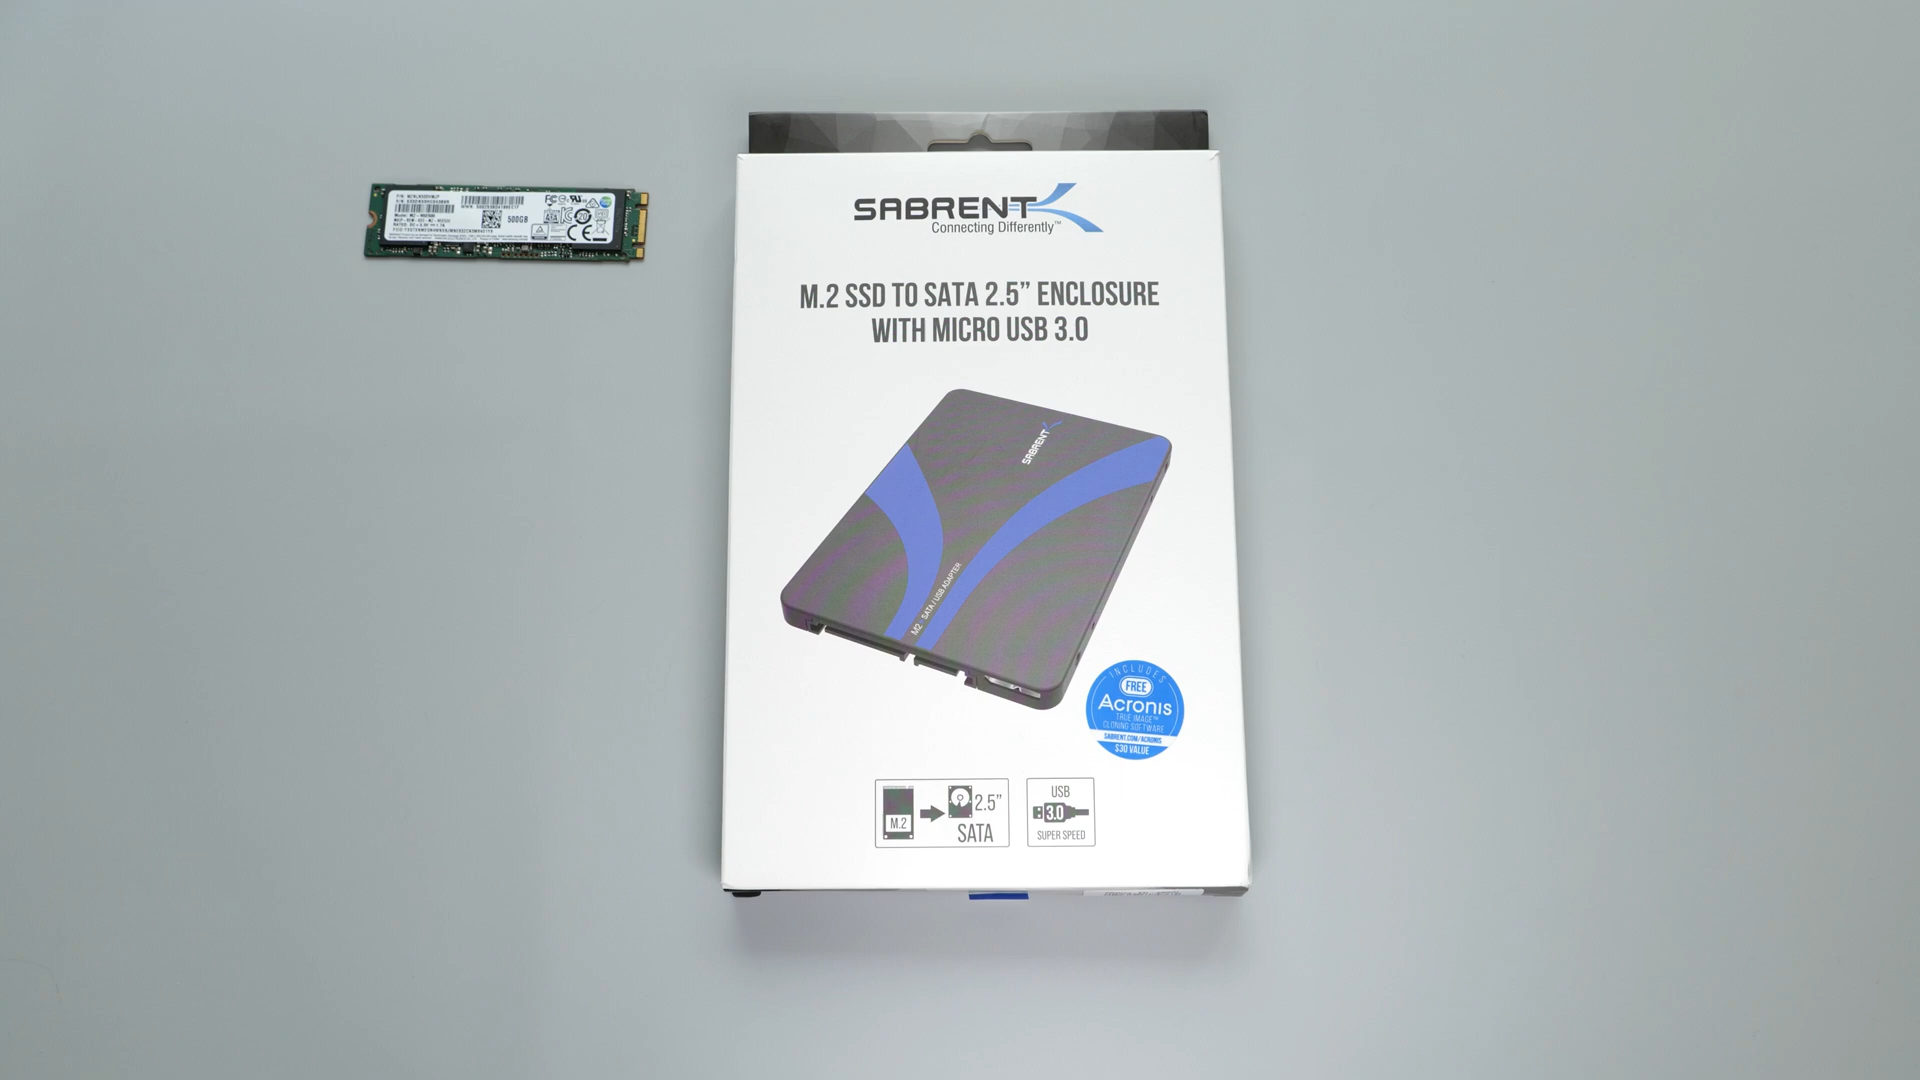 500GB
SABRENT
Connecting Differently™
M.2 SSD TO SATA 2.5” ENCLOSURE
WITH MICRO USB 3.0
SABRENT
M2 - SATA / USB ADAPTER
INCLUDES
FREE
Acronis
TRUE IMAGE™
CLONING SOFTWARE
SABRENT.COM/ACRONIS
$30 VALUE
M.2
2.5”
SATA
USB
3.0
SUPER SPEED